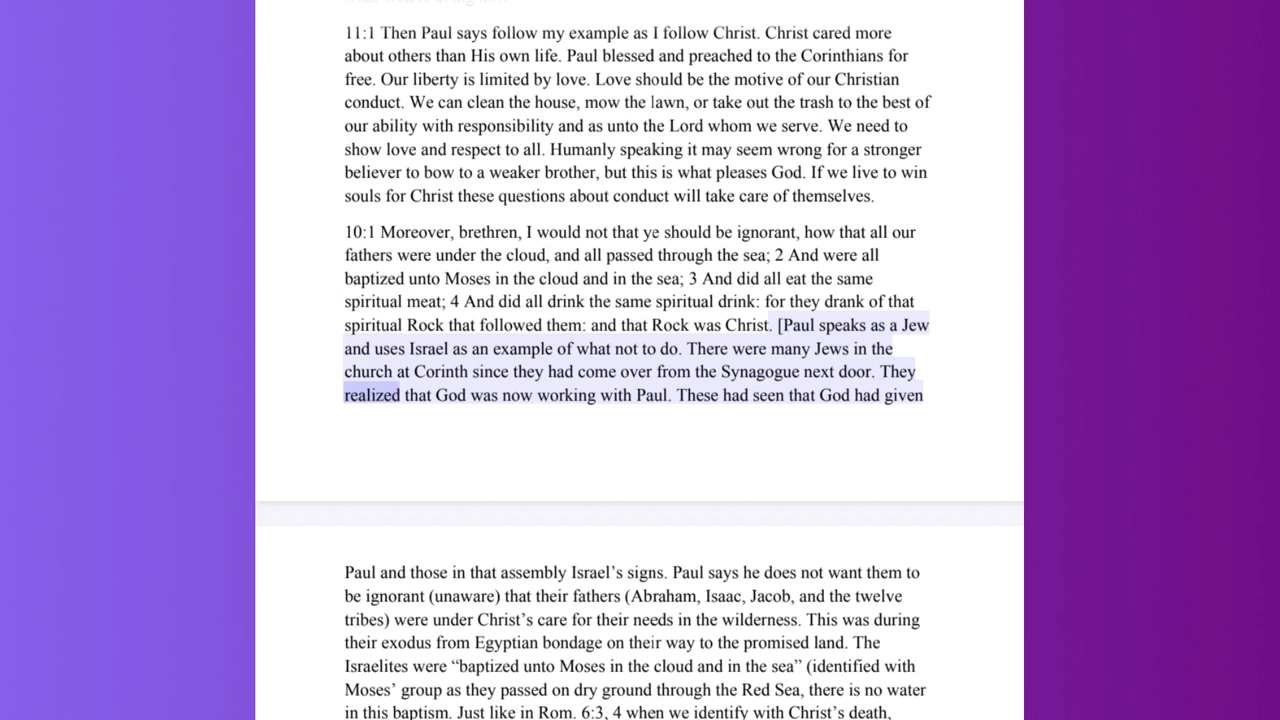 11:1 Then Paul says follow my example as I follow Christ. Christ cared more
about others than His own life. Paul blessed and preached to the Corinthians for
free. Our liberty is limited by love. Love should be the motive of our Christian
conduct. We can clean the house, mow the lawn, or take out the trash to the best of
our ability with responsibility and as unto the Lord whom we serve. We need to
show love and respect to all. Humanly speaking it may seem wrong for a stronger
believer to bow to a weaker brother, but this is what pleases God. If we live to win
souls for Christ these questions about conduct will take care of themselves.
10:1 Moreover, brethren, I would not that ye should be ignorant, how that all our
fathers were under the cloud, and all passed through the sea; 2 And were all
baptized unto Moses in the cloud and in the sea; 3 And did all eat the same
spiritual meat; 4 And did all drink the same spiritual drink: for they drank of that
spiritual Rock that followed them: and that Rock was Christ. [Paul speaks as a Jew
and uses Israel as an example of what not to do. There were many Jews in the
church at Corinth since they had come over from the Synagogue next door. They
realized that God was now working with Paul. These had seen that God had given
Paul and those in that assembly Israel’s signs. Paul says he does not want them to
be ignorant (unaware) that their fathers (Abraham, Isaac, Jacob, and the twelve
tribes) were under Christ’s care for their needs in the wilderness. This was during
their exodus from Egyptian bondage on their way to the promised land. The
Israelites were “baptized unto Moses in the cloud and in the sea” (identified with
Moses’ group as they passed on dry ground through the Red Sea, there is no water
in this baptism. Just like in Rom. 6:3, 4 when we identify with Christ’s death,